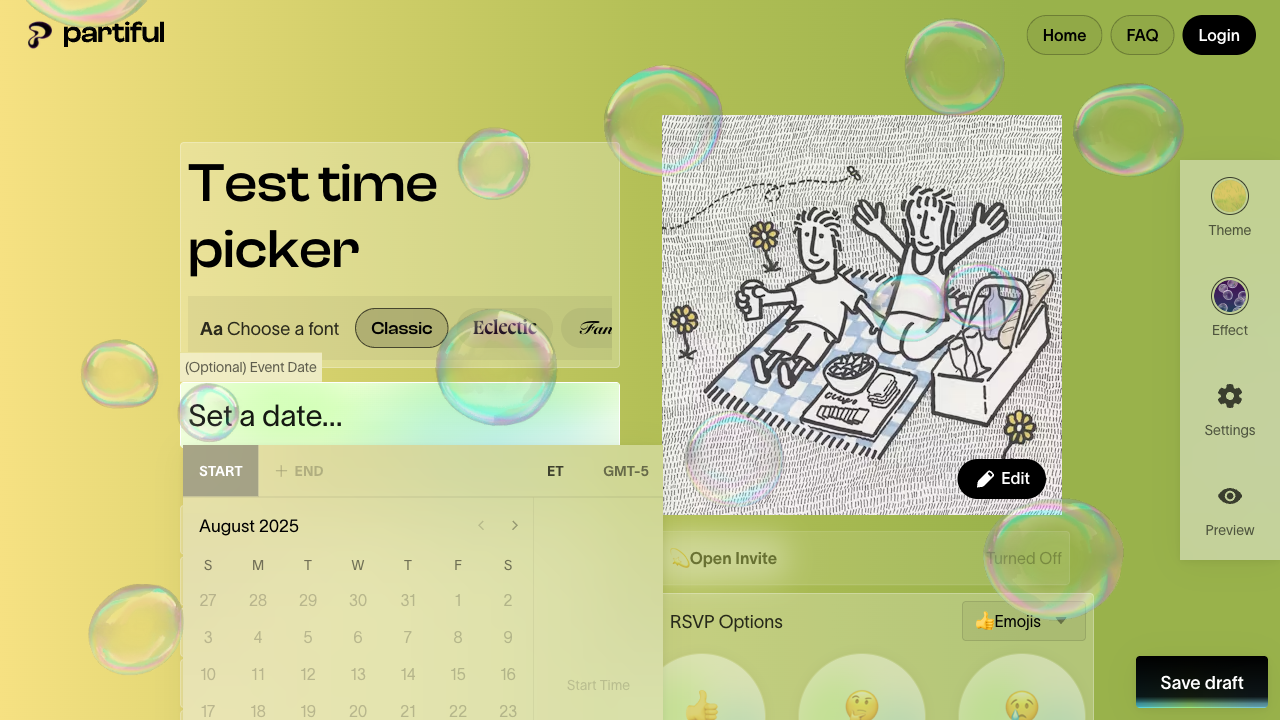 partiful
Home
FAQ
Login
Test time
picker
Aa Choose a font
Classic
Eclectic
Fan
(Optional) Event Date
Set a date...
START
+ END
ET
GMT-5
August 2025
S M T W T F S
27 28 29 30 31 1 2
3 4 5 6 7 8 9
10 11 12 13 14 15 16
17 18 19 20 21 22 23
Start Time
Edit
💫Open Invite
Turned Off
RSVP Options
👍Emojis
Theme
Effect
Settings
Preview
Save draft